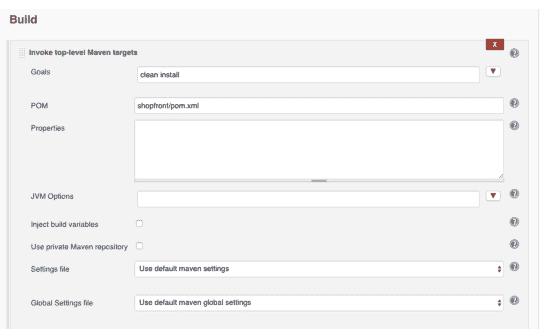 Build
Invoke top-level Maven targets
X
Goals
clean install
POM
shopfront/pom.xml
Properties
JVM Options
Inject build variables
Use private Maven repository
Settings file
Use default maven settings
Global Settings file
Use default maven global settings